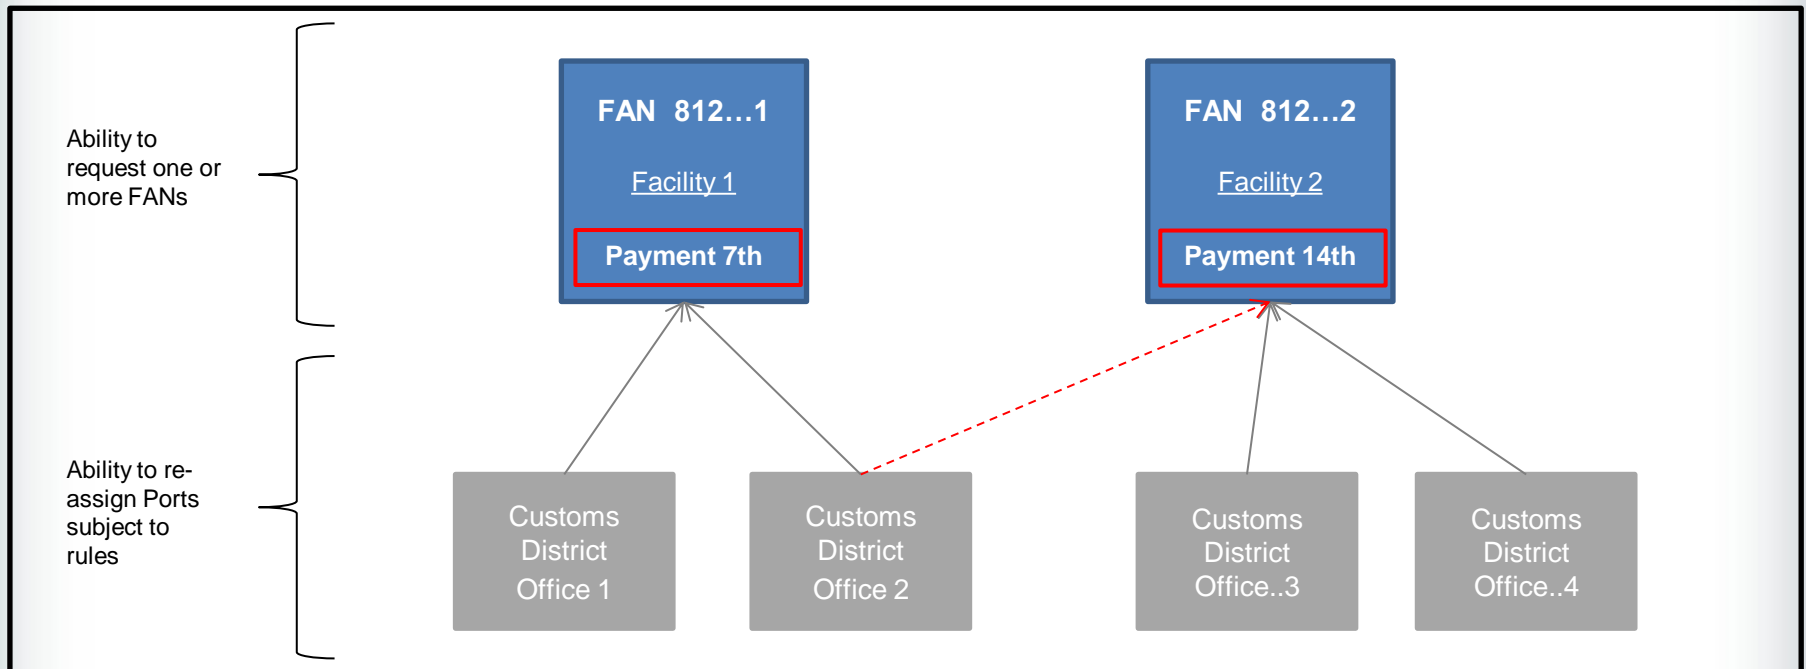 Ability to
request one or
more FANs
FAN 812...1
Facility 1
Payment 7th
FAN 812...2
Facility 2
Payment 14th
Ability to re-
assign Ports
subject to
rules
Customs
District
Office 1
Customs
District
Office 2
Customs
District
Office..3
Customs
District
Office..4